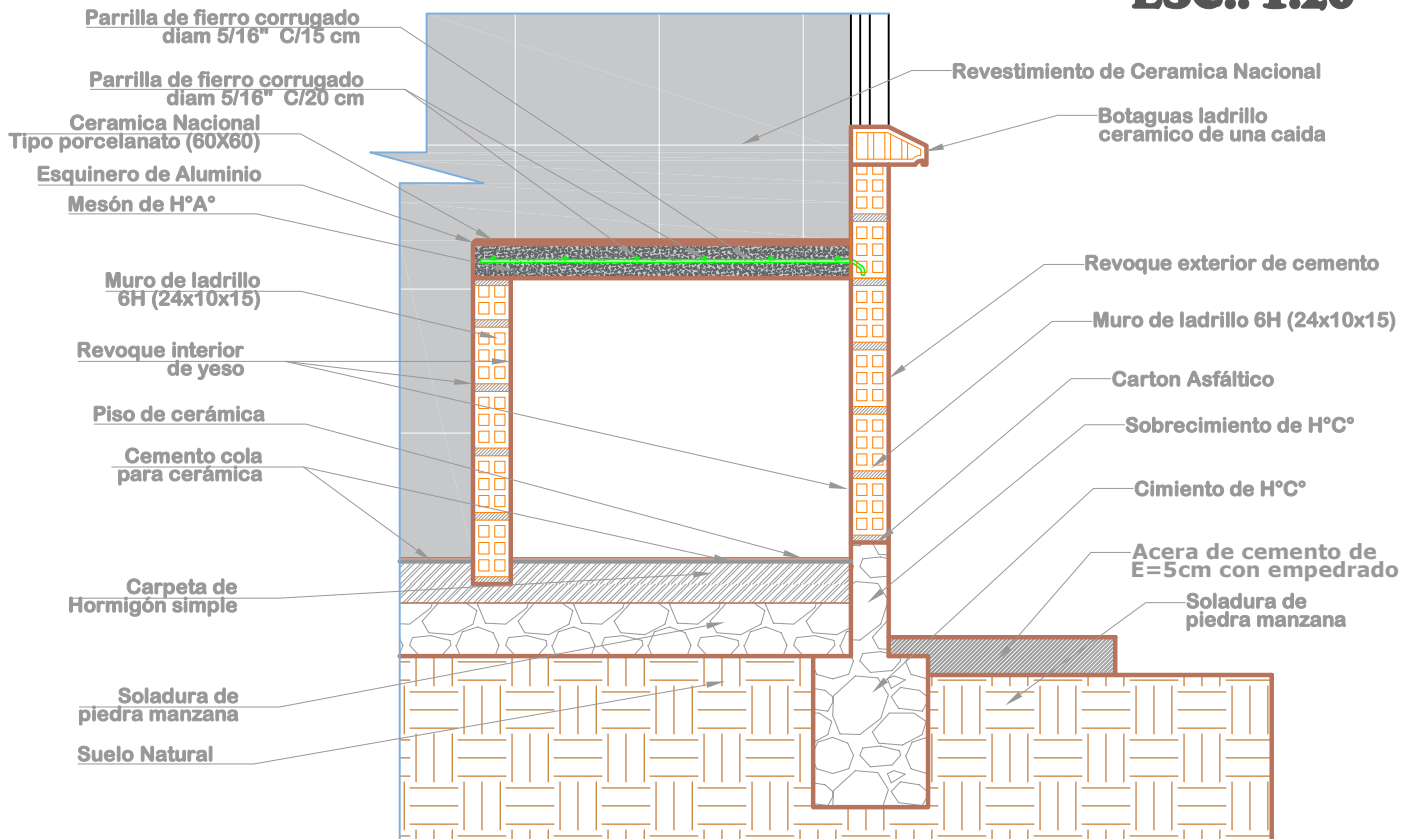 ESC.: 1:20
Parrilla de fierro corrugado
diam 5/16" C/15 cm
Parrilla de fierro corrugado
diam 5/16" C/20 cm
Ceramica Nacional
Tipo porcelanato (60X60)
Esquinero de Aluminio
Mesón de H°A°
Muro de ladrillo
6H (24x10x15)
Revoque interior
de yeso
Piso de cerámica
Cemento cola
para cerámica
Carpeta de
Hormigón simple
Soladura de
piedra manzana
Suelo Natural
Revestimiento de Ceramica Nacional
Botaguas ladrillo
ceramico de una caida
Revoque exterior de cemento
Muro de ladrillo 6H (24x10x15)
Carton Asfáltico
Sobrecimiento de H°C°
Cimiento de H°C°
Acera de cemento de
E=5cm con empedrado
Soladura de
piedra manzana